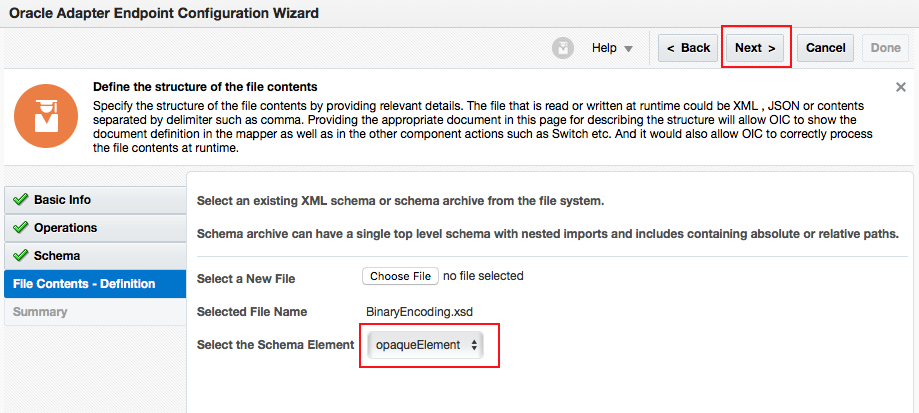 Oracle Adapter Endpoint Configuration Wizard
Help
< Back
Next >
Cancel
Done
Define the structure of the file contents
Specify the structure of the file contents by providing relevant details. The file that is read or written at runtime could be XML , JSON or contents
separated by delimiter such as comma. Providing the appropriate document in this page for describing the structure will allow OIC to show the
document definition in the mapper as well as in the other component actions such as Switch etc. And it would also allow OIC to correctly process
the file contents at runtime.
Basic Info
Operations
Schema
File Contents - Definition
Summary
Select an existing XML schema or schema archive from the file system.
Schema archive can have a single top level schema with nested imports and includes containing absolute or relative paths.
Select a New File
Choose File no file selected
Selected File Name
BinaryEncoding.xsd
Select the Schema Element
opaqueElement